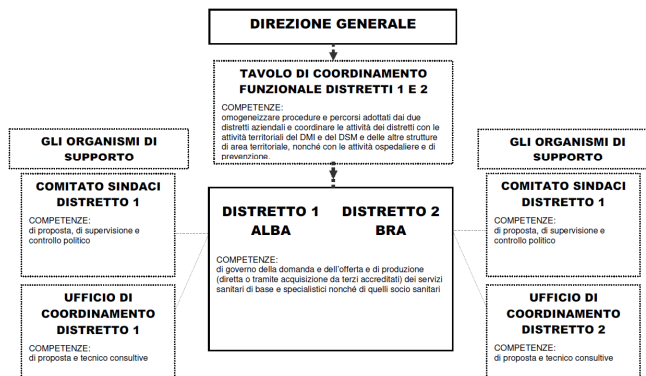 DIREZIONE GENERALE
TAVOLO DI COORDINAMENTO
FUNZIONALE DISTRETTI 1 E 2
COMPETENZE:
omogeneizzare procedure e percorsi adottati dai due
distretti aziendali e coordinare le attività dei distretti con le
attività territoriali del DMI e del DSM e delle altre strutture
di area territoriale, nonché con le attività ospedaliere e di
prevenzione.
GLI ORGANISMI DI
SUPPORTO
COMITATO SINDACI
DISTRETTO 1
COMPETENZE:
di proposta, di supervisione e
controllo politico
UFFICIO DI
COORDINAMENTO
DISTRETTO 1
COMPETENZE:
di proposta e tecnico consultive
DISTRETTO 1
ALBA
DISTRETTO 2
BRA
COMPETENZE:
di governo della domanda e dell'offerta e di produzione
(diretta o tramite acquisizione da terzi accreditati) dei servizi
sanitari di base e specialistici nonché di quelli socio sanitari
GLI ORGANISMI DI
SUPPORTO
COMITATO SINDACI
DISTRETTO 1
COMPETENZE:
di proposta, di supervisione e
controllo politico
UFFICIO DI
COORDINAMENTO
DISTRETTO 2
COMPETENZE:
di proposta e tecnico consultive